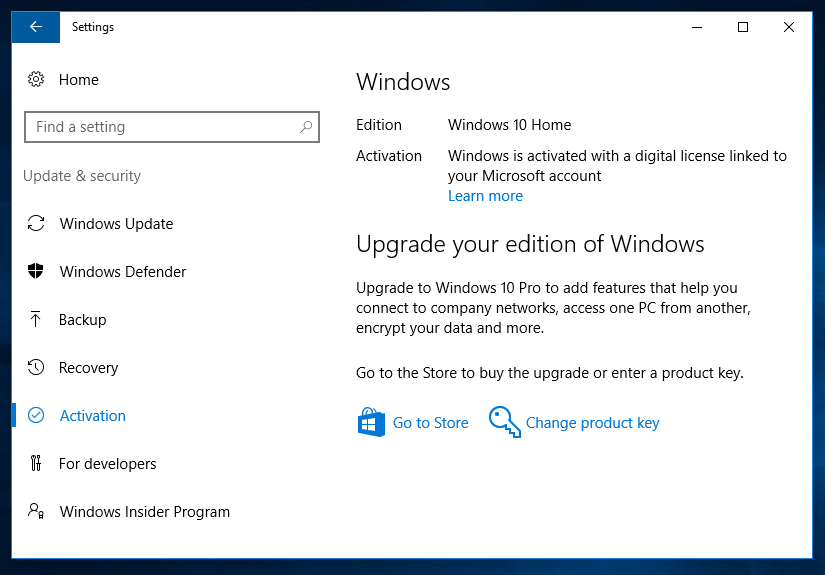 Settings
Home
Find a setting
Update & security
Windows Update
Windows Defender
Backup
Recovery
Activation
For developers
Windows Insider Program
Windows
Edition Windows 10 Home
Activation Windows is activated with a digital license linked to
your Microsoft account
Learn more
Upgrade your edition of Windows
Upgrade to Windows 10 Pro to add features that help you
connect to company networks, access one PC from another,
encrypt your data and more.
Go to the Store to buy the upgrade or enter a product key.
Go to Store Change product key